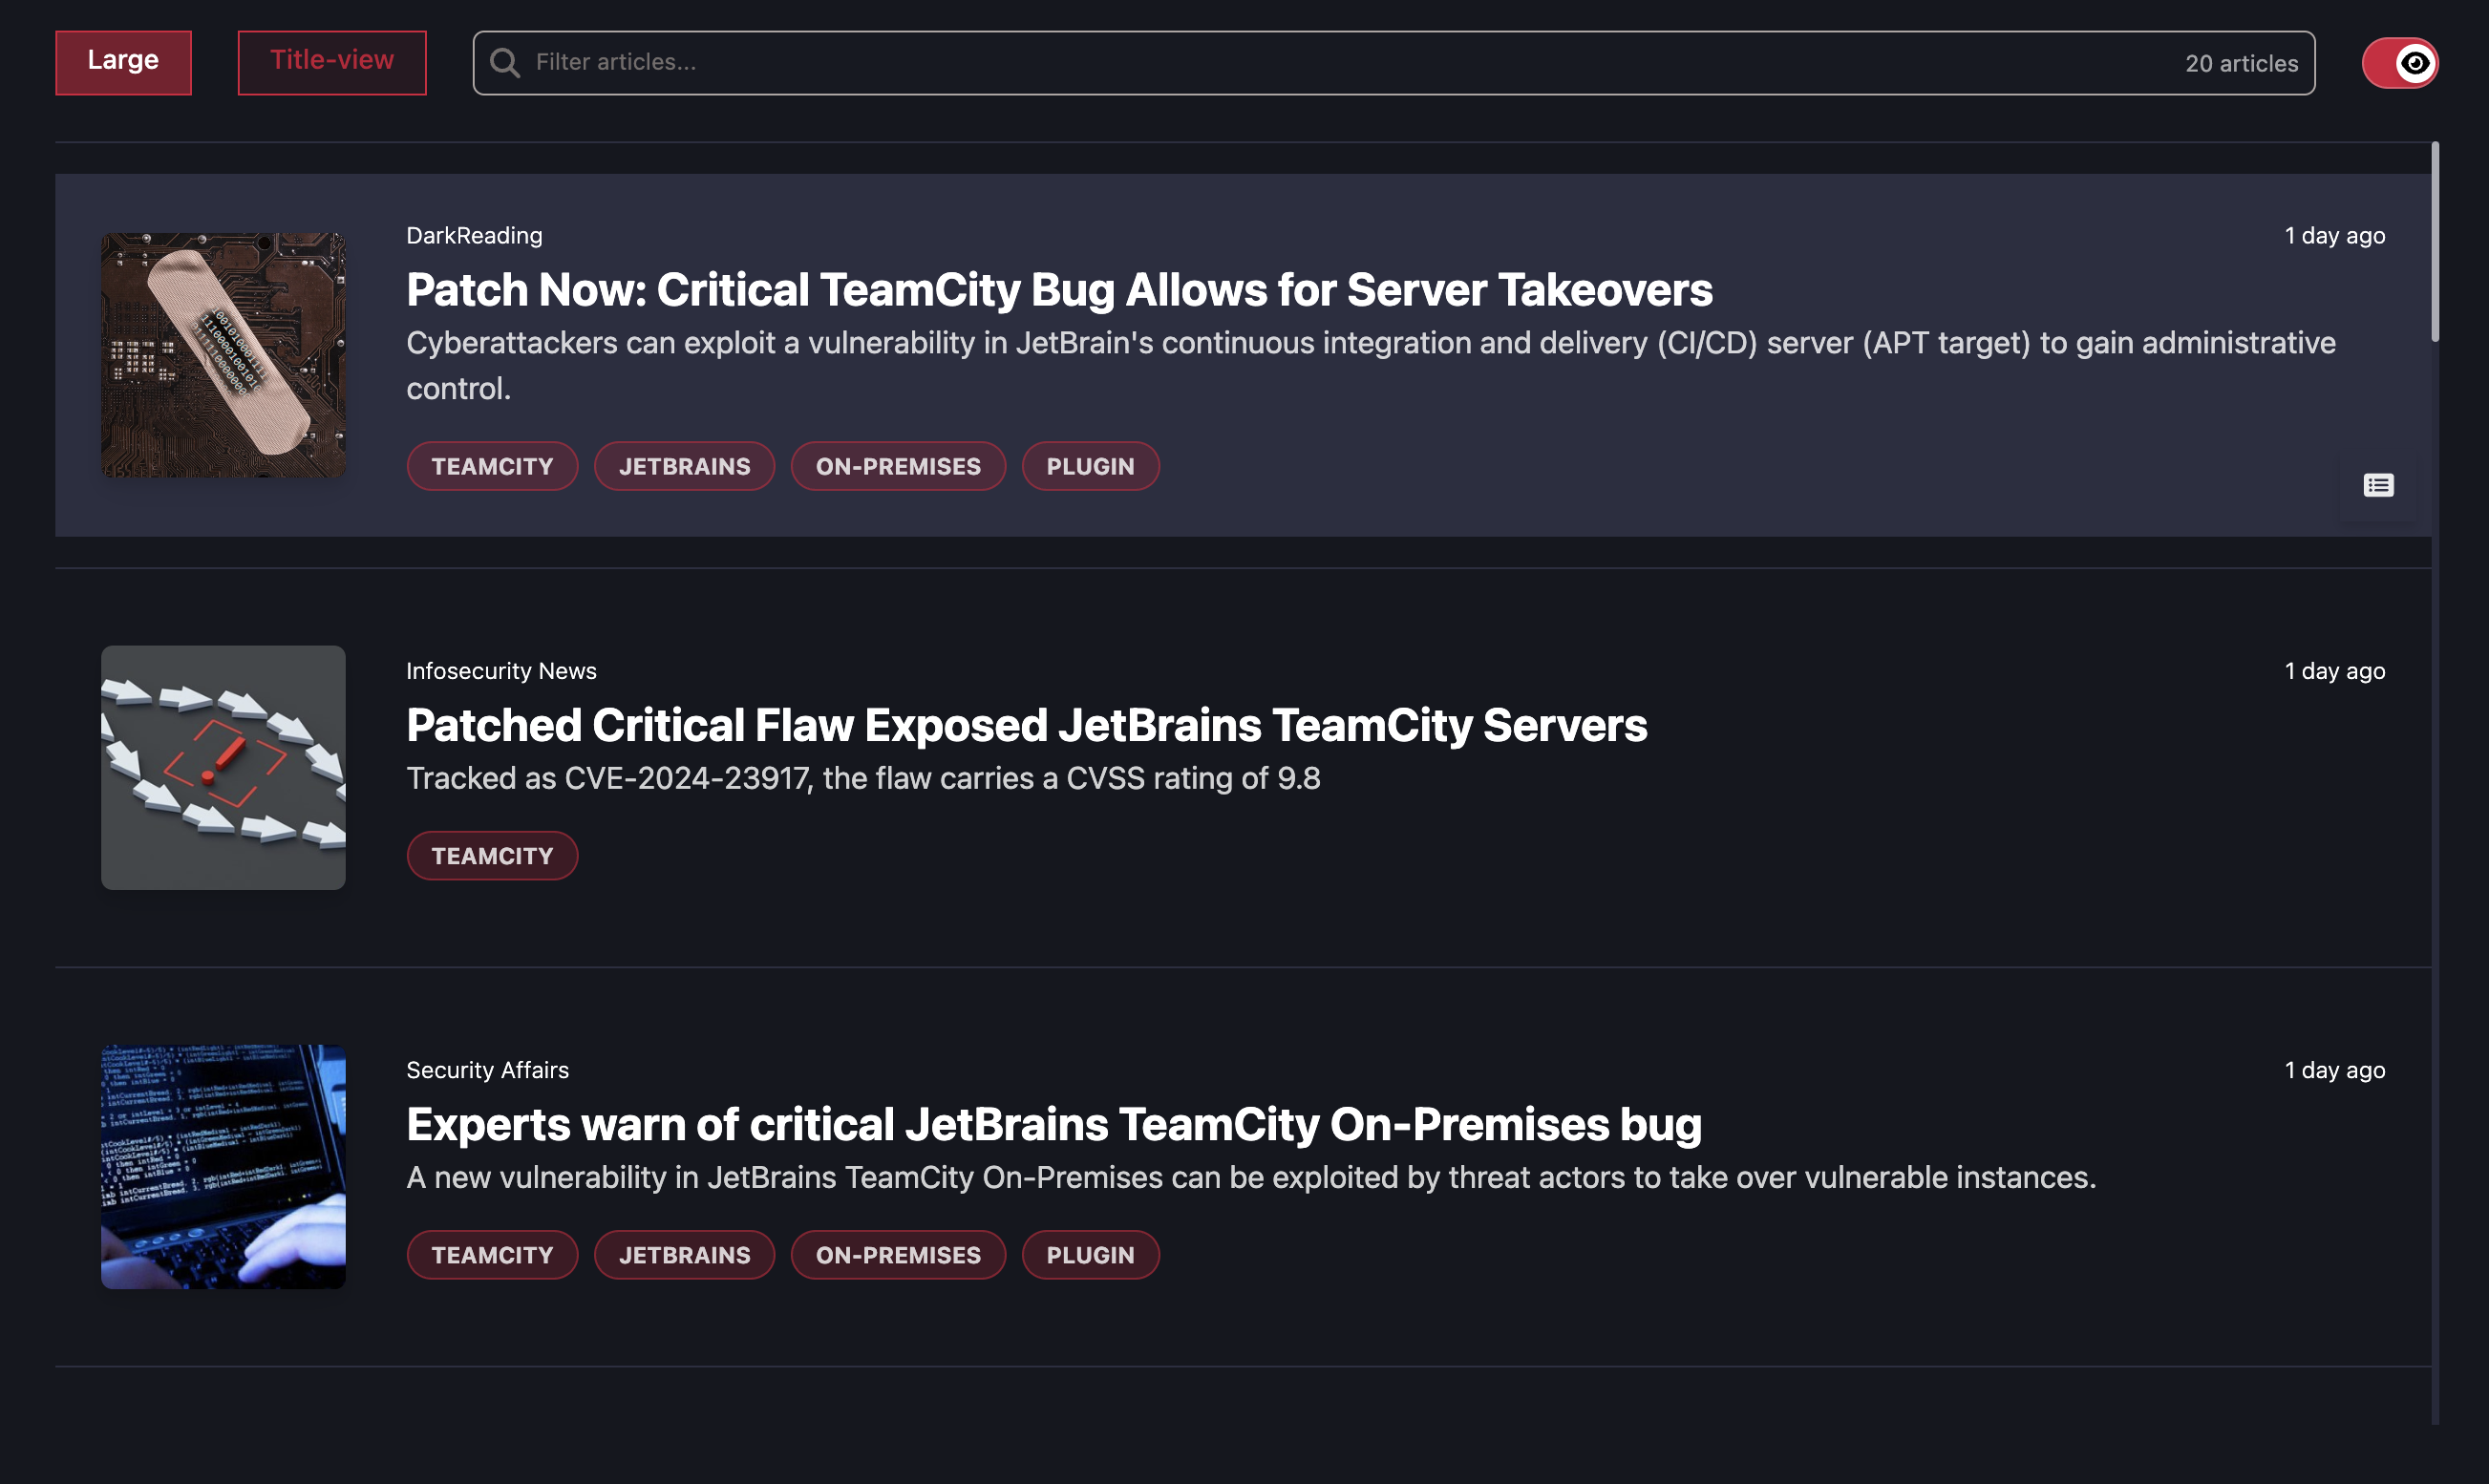 Large
Title-view
Filter articles...
20 articles
DarkReading
1 day ago
Patch Now: Critical TeamCity Bug Allows for Server Takeovers
Cyberattackers can exploit a vulnerability in JetBrain's continuous integration and delivery (CI/CD) server (APT target) to gain administrative
control.
TEAMCITY
JETBRAINS
ON-PREMISES
PLUGIN
Infosecurity News
1 day ago
Patched Critical Flaw Exposed JetBrains TeamCity Servers
Tracked as CVE-2024-23917, the flaw carries a CVSS rating of 9.8
TEAMCITY
Security Affairs
1 day ago
Experts warn of critical JetBrains TeamCity On-Premises bug
A new vulnerability in JetBrains TeamCity On-Premises can be exploited by threat actors to take over vulnerable instances.
TEAMCITY
JETBRAINS
ON-PREMISES
PLUGIN